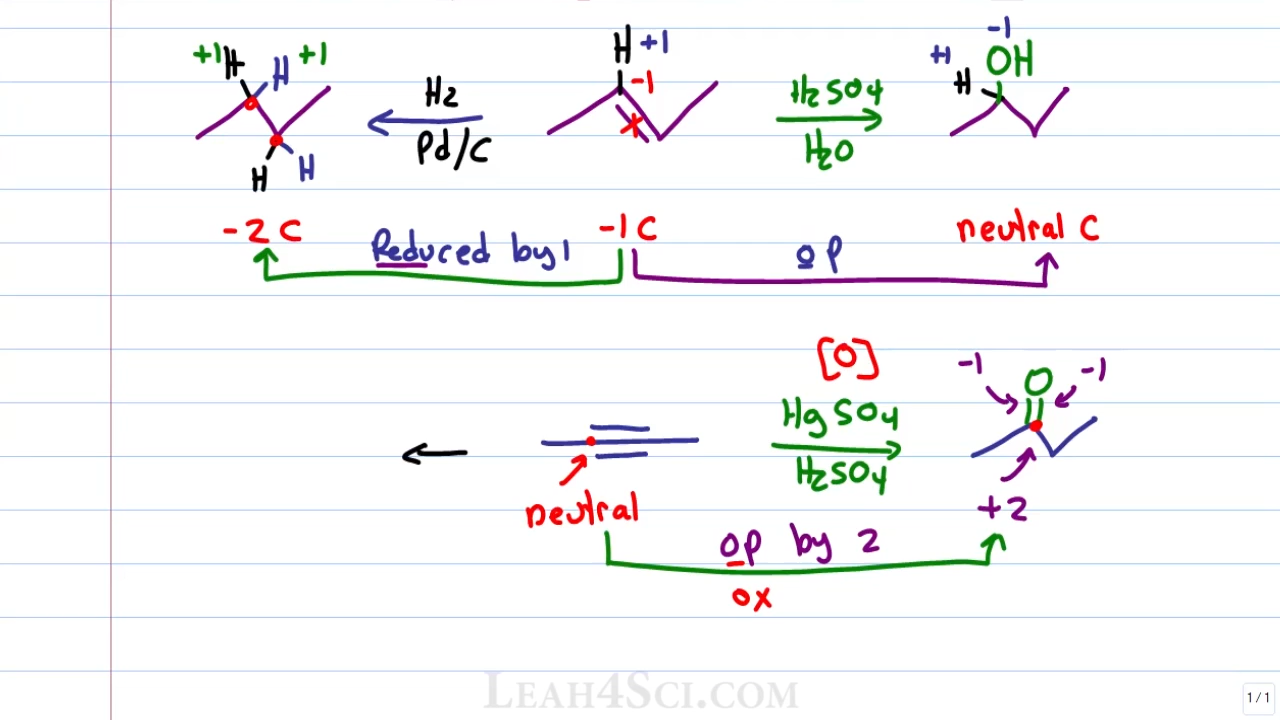 +1 H H +1
H2
Pd/C
H +1
-1
H2SO4
H2O
-1
+1 OH
H
H H
-2 C
Reduced by 1
-1 C
op
neutral C
[O]
HgSO4
H2SO4
-1 O -1
neutral
+2
op by 2
ox
LEAH4SCI.COM
1/1